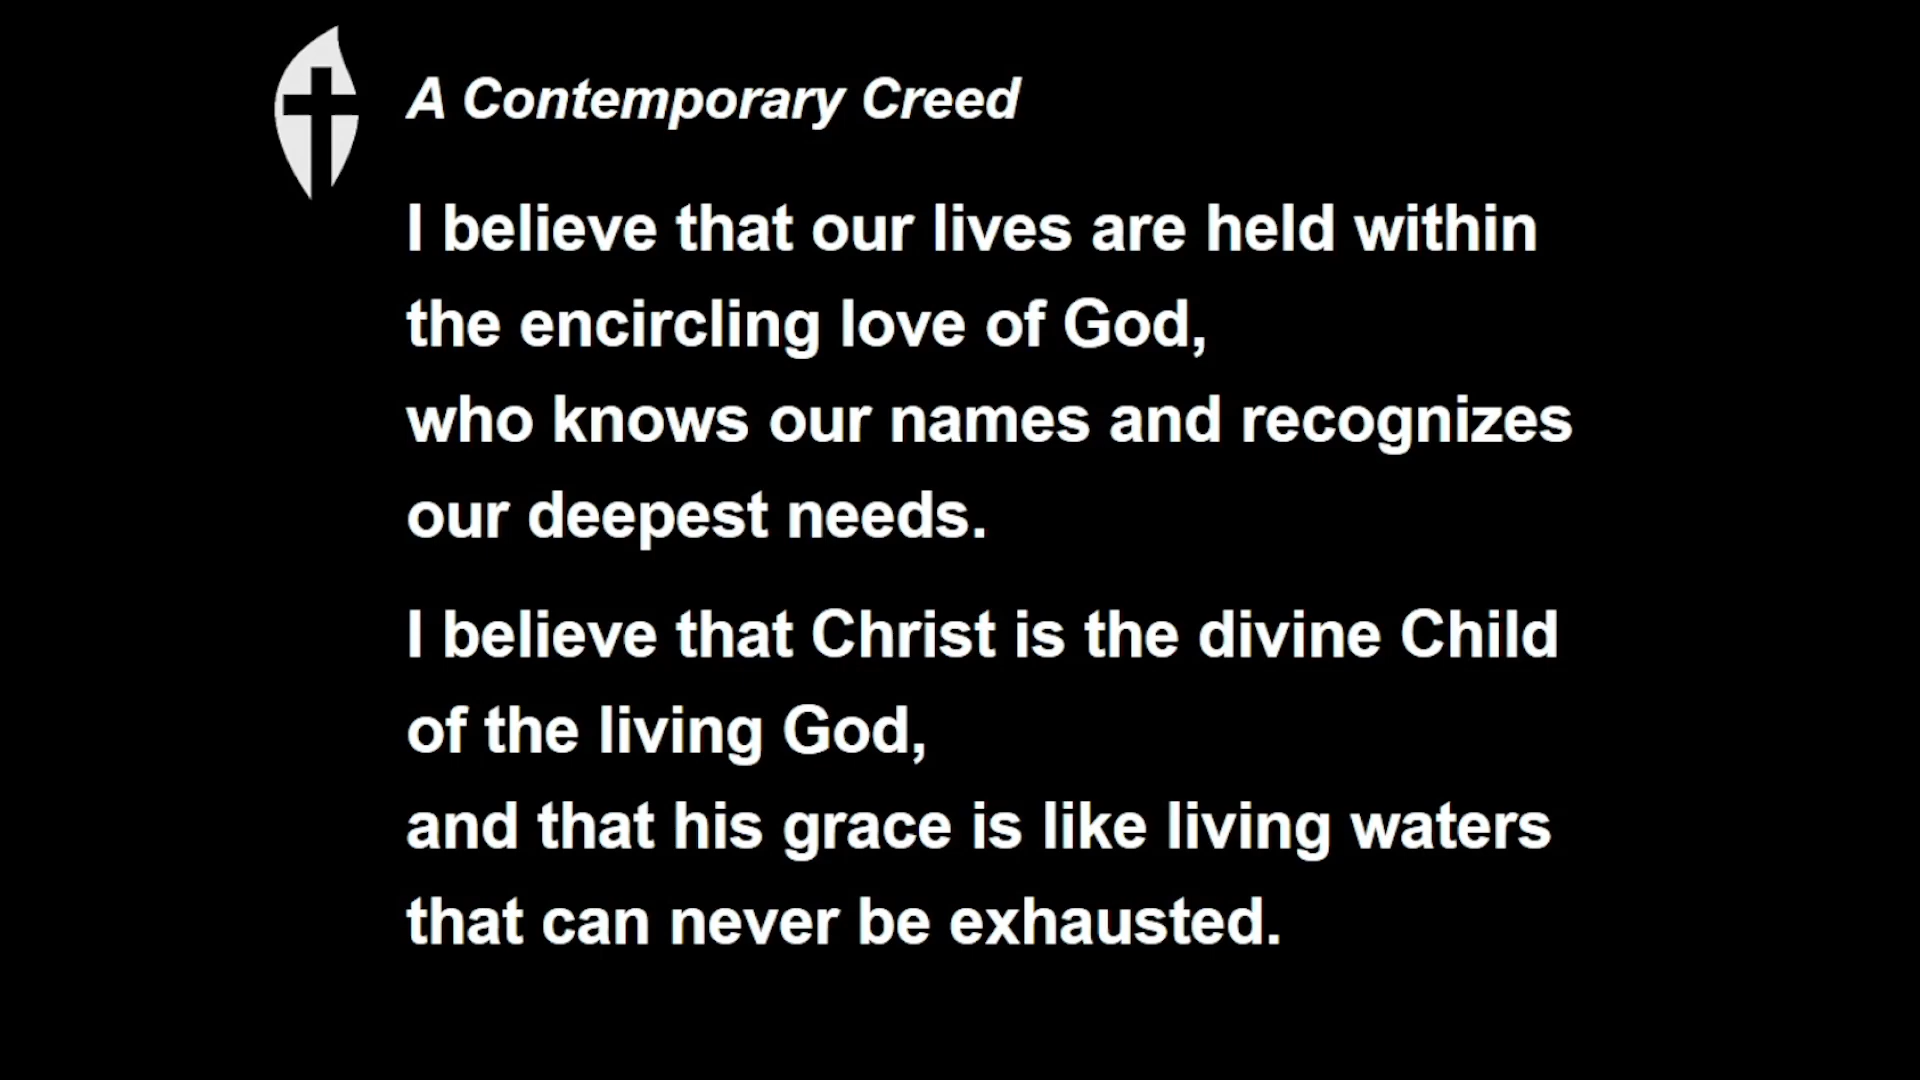 A Contemporary Creed
I believe that our lives are held within
the encircling love of God,
who knows our names and recognizes
our deepest needs.
I believe that Christ is the divine Child
of the living God,
and that his grace is like living waters
that can never be exhausted.